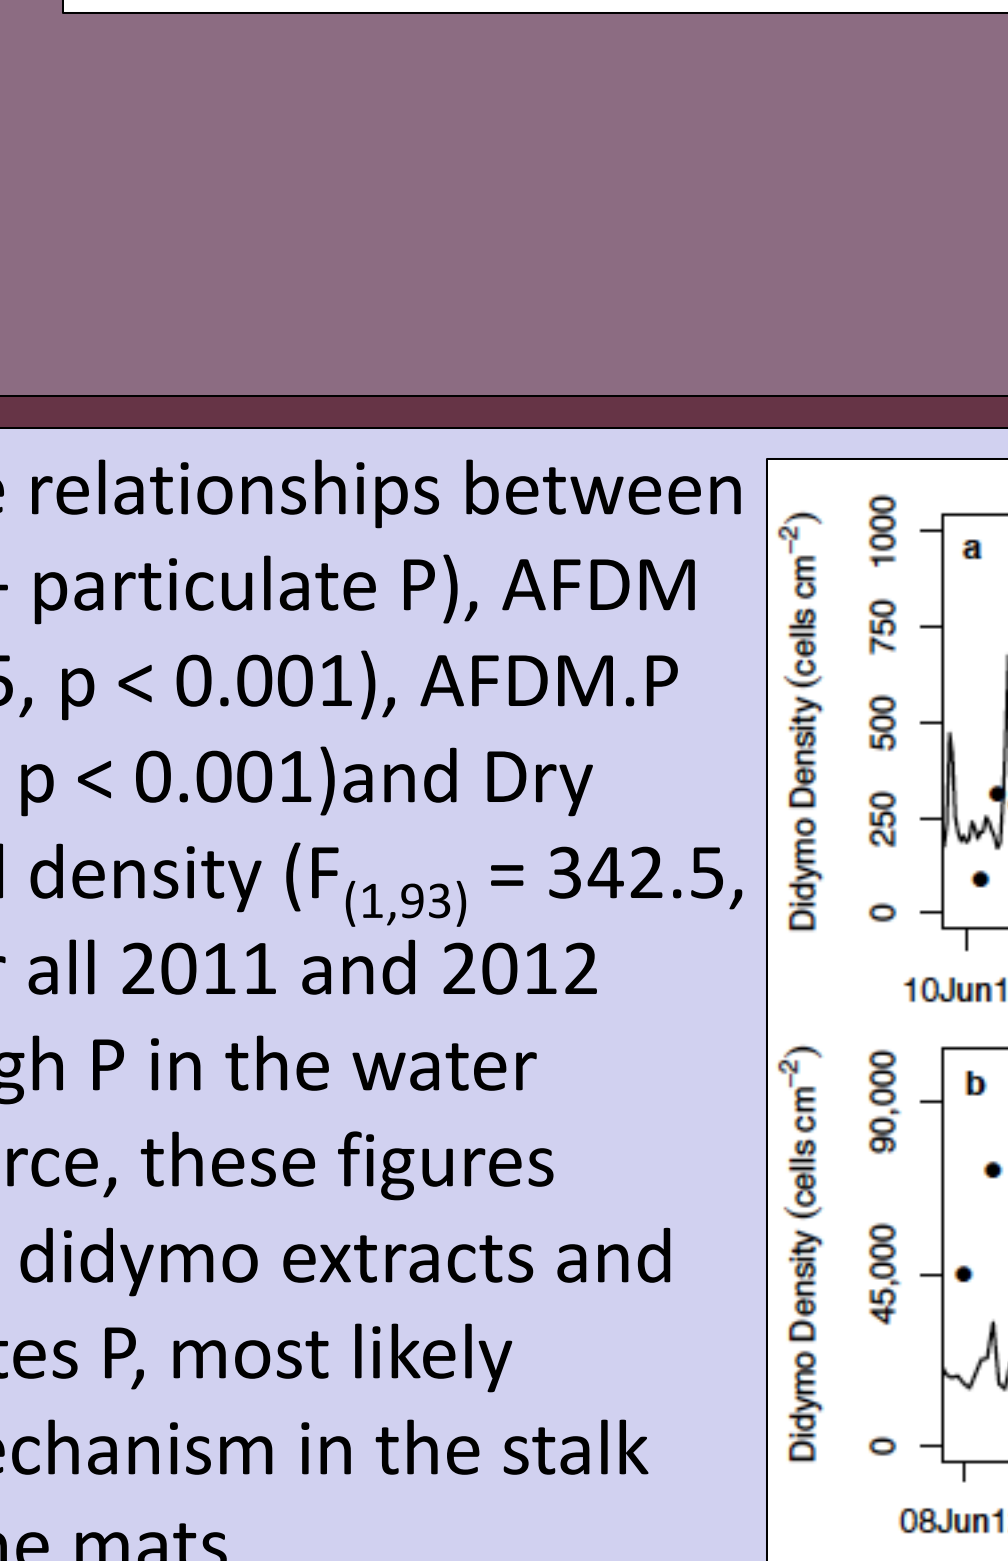 relationships between
particulate P), AFDM
5, p < 0.001), AFDM.P
p < 0.001)and Dry
density (F(1,93) = 342.5,
all 2011 and 2012
gh P in the water
rce, these figures
didymo extracts and
tes P, most likely
echanism in the stalk
he mats
Didymo Density (cells cm⁻²)
1000
750
500
250
0
a
10Jun1
Didymo Density (cells cm⁻²)
90,000
45,000
0
b
08Jun1